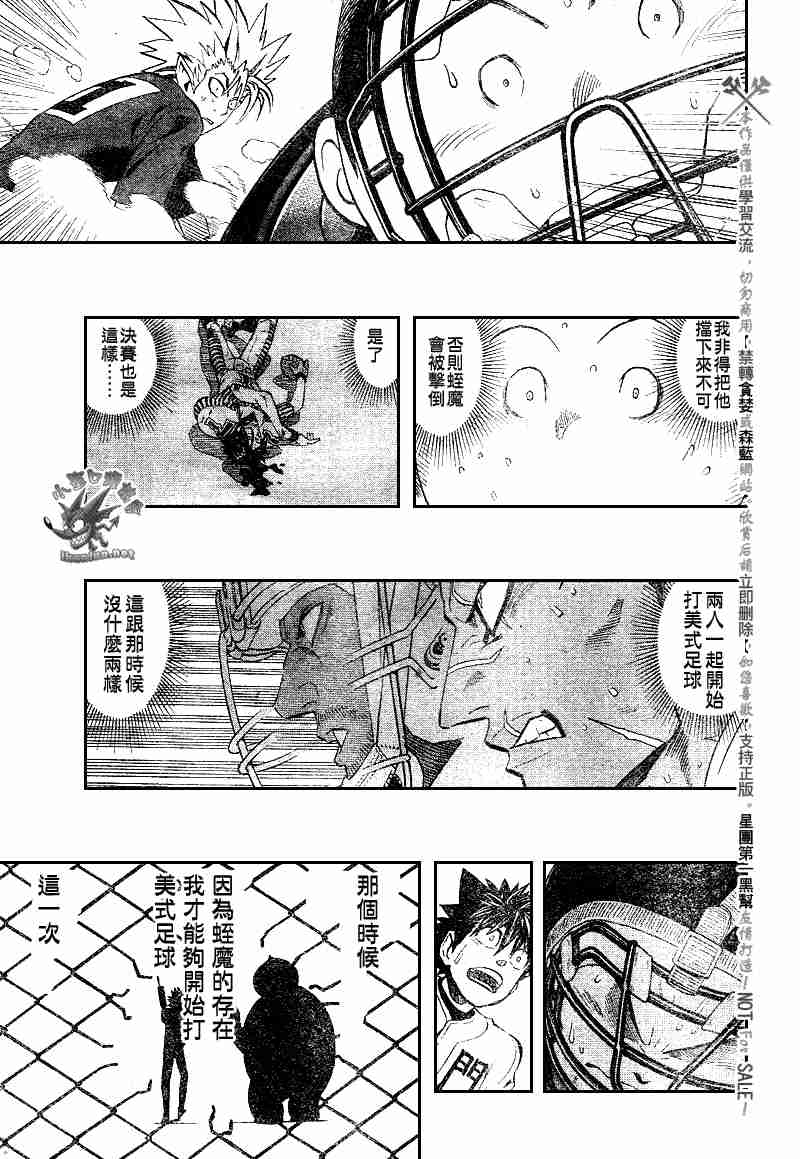 我非得把他
擋下來不可
否則蛭魔
會被擊倒
是了
決賽也是
這樣……
兩人一起開始
打美式足球
這跟那時候
沒什麼兩樣
那個時候
因為蛭魔的存在
我才能夠開始打
美式足球
這一次
1
門
本作品僅供學習交流，切勿商用！禁轉貪婪或森藍網站。欣賞后請立即刪除！如您喜歡，支持正版。星團第一黑幫友情打造！NOT For SALE！